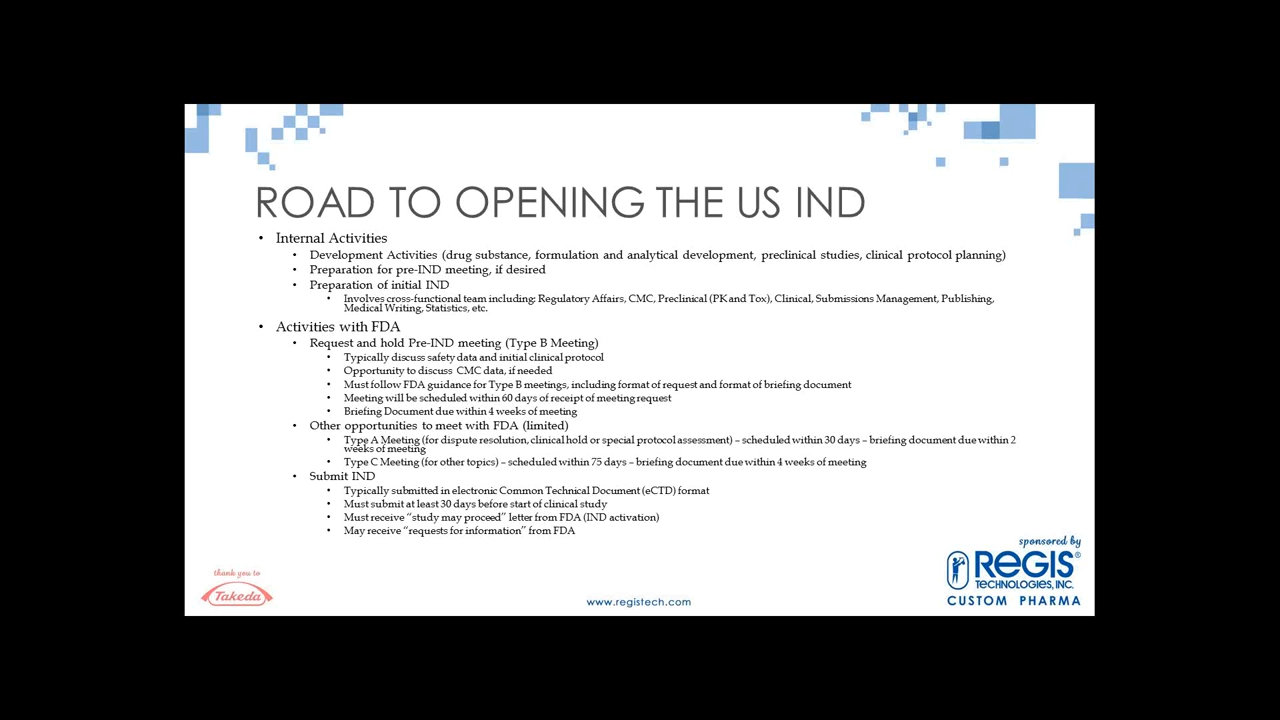 ROAD TO OPENING THE US IND
• Internal Activities
• Development Activities (drug substance, formulation and analytical development, preclinical studies, clinical protocol planning)
• Preparation for pre-IND meeting, if desired
• Preparation of initial IND
• Involves cross-functional team including: Regulatory Affairs, CMC, Preclinical (PK and Tox), Clinical, Submissions Management, Publishing,
Medical Writing, Statistics, etc.
• Activities with FDA
• Request and hold Pre-IND meeting (Type B Meeting)
• Typically discuss safety data and initial clinical protocol
• Opportunity to discuss CMC data, if needed
• Must follow FDA guidance for Type B meetings, including format of request and format of briefing document
• Meeting will be scheduled within 60 days of receipt of meeting request
• Briefing Document due within 4 weeks of meeting
• Other opportunities to meet with FDA (limited)
• Type A Meeting (for dispute resolution, clinical hold or special protocol assessment) – scheduled within 30 days – briefing document due within 2
weeks of meeting
• Type C Meeting (for other topics) – scheduled within 75 days – briefing document due within 4 weeks of meeting
• Submit IND
• Typically submitted in electronic Common Technical Document (eCTD) format
• Must submit at least 30 days before start of clinical study
• Must receive “study may proceed” letter from FDA (IND activation)
• May receive “requests for information” from FDA
thank you to
Takeda
www.registech.com
sponsored by
REGIS®
TECHNOLOGIES, INC.
CUSTOM PHARMA